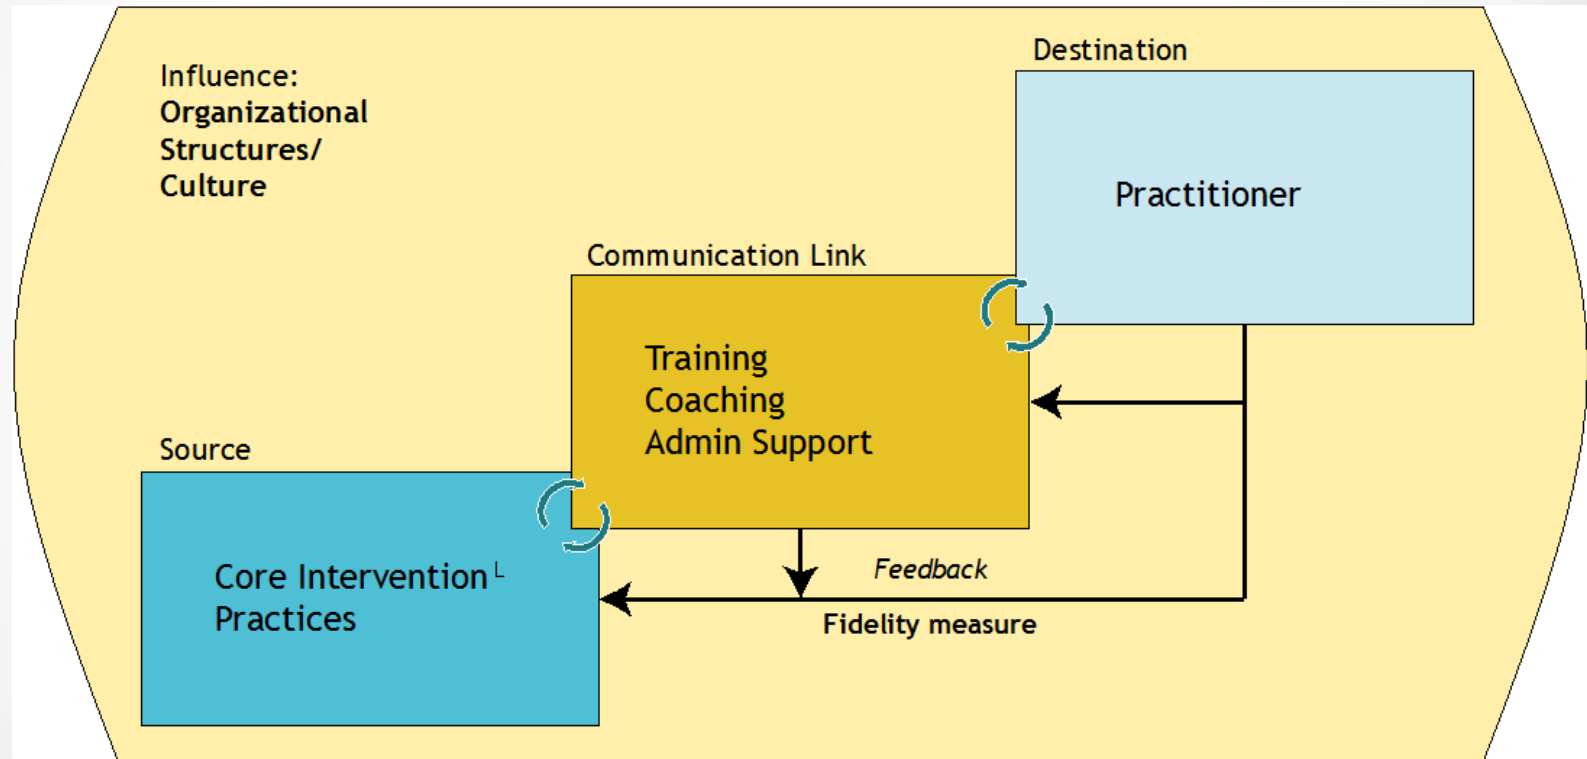 Influence:
Organizational
Structures/
Culture
Destination
Practitioner
Communication Link
Training
Coaching
Admin Support
Source
Core Intervention└
Practices
Feedback
Fidelity measure